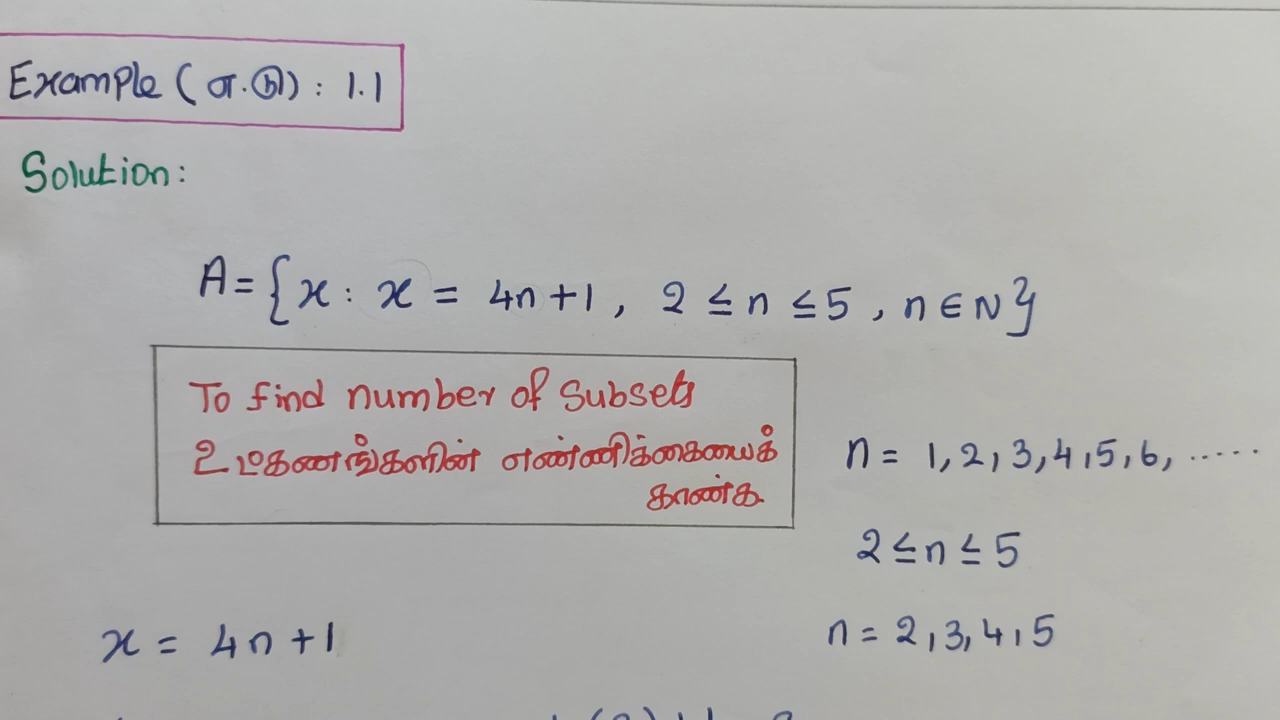 Example (எ.கா) : 1.1
Solution:
A = { x : x = 4n+1, 2 ≤ n ≤ 5, n ∈ N }
To find number of subsets
உட்கணங்களின் எண்ணிக்கையைக்
காண்க.
n = 1, 2, 3, 4, 5, 6, .....
2 ≤ n ≤ 5
x = 4n+1
n = 2, 3, 4, 5